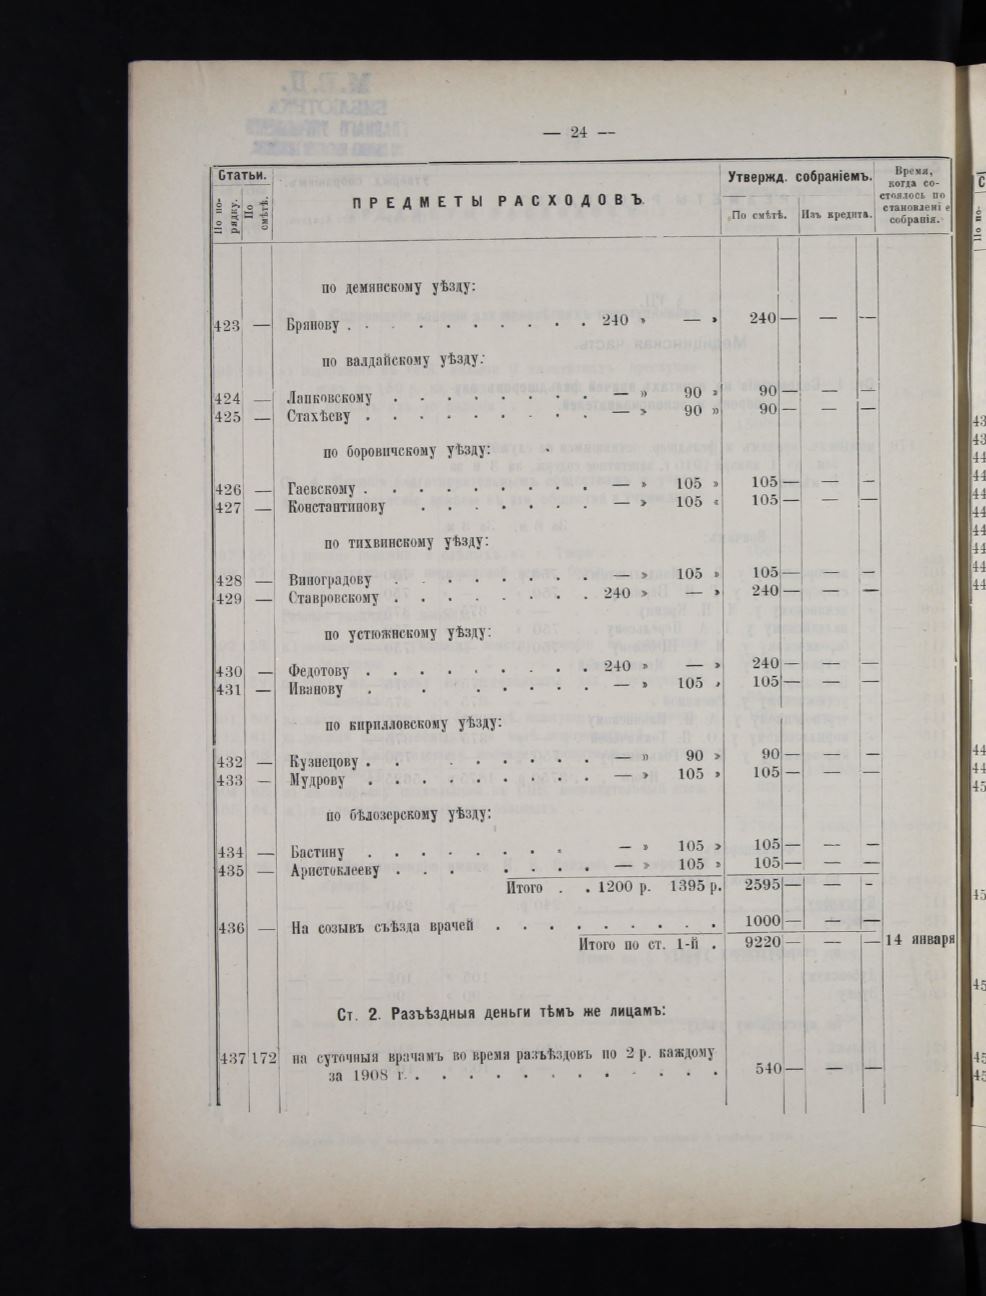 — 24 —
Статьи.
По порядку.
По смѣтѣ.
ПРЕДМЕТЫ РАСХОДОВЪ
Утвержд. собраніемъ.
По смѣтѣ.
Изъ кредита.
Время,
когда со-
стоялось по
становлені е
собранія.
по демянскому уѣзду:
423 — Брянову . . . . . . . . . . 240 » — » 240 — — —
по валдайскому уѣзду:
424 — Лапковскому . . . . . . . . — » 90 » 90 — — —
425 — Стахѣеву . . . . . . . . . — » 90 » 90 — — —
по боровичскому уѣзду:
426 — Гаевскому . . . . . . . . . — » 105 » 105 — — —
427 — Константинову . . . . . . . — » 105 « 105 — — —
по тихвинскому уѣзду:
428 — Виноградову . . . . . . . . — » 105 » 105 — — —
429 — Ставровскому . . . . . . . . 240 » — » 240 — — —
по устюжнскому уѣзду:
430 — Федотову . . . . . . . . . 240 » — » 240 — — —
431 — Иванову . . . . . . . — » 105 » 105 — — —
по кирилловскому уѣзду:
432 — Кузнецову . . . . . . . . — » 90 » 90 — — —
433 — Мудрову . . . . . . . . . — » 105 » 105 — — —
по бѣлозерскому уѣзду:
434 — Бастину . . . . . . . . — » 105 » 105 — — —
435 — Аристоклееву . . . . . . . — » 105 » 105 — — —
Итого . . 1200 р. 1395 р. 2595 — — —
436 — На созывъ съѣзда врачей . . . . . . . . . 1000 — — —
Итого по ст. 1-й . 9220 — — — 14 января
Ст. 2. Разъѣздныя деньги тѣмъ же лицамъ:
437 172 на суточныя врачамъ во время разъѣздовъ по 2 р. каждому
за 1908 г. . . . . . . . . . . . . 540 — — —